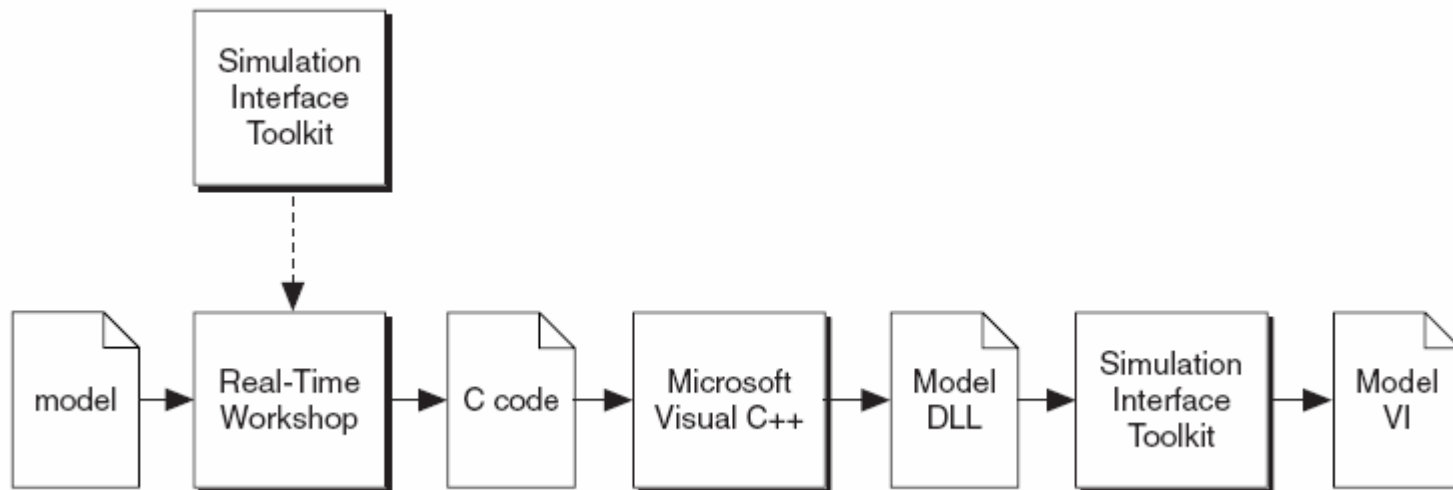 Simulation
Interface
Toolkit
model
Real-Time
Workshop
C code
Microsoft
Visual C++
Model
DLL
Simulation
Interface
Toolkit
Model
VI